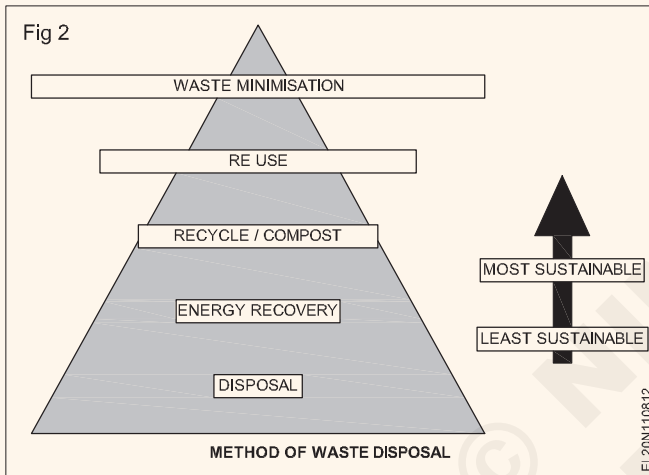 Fig 2
WASTE MINIMISATION
RE USE
RECYCLE / COMPOST
ENERGY RECOVERY
DISPOSAL
MOST SUSTAINABLE
LEAST SUSTAINABLE
METHOD OF WASTE DISPOSAL
©